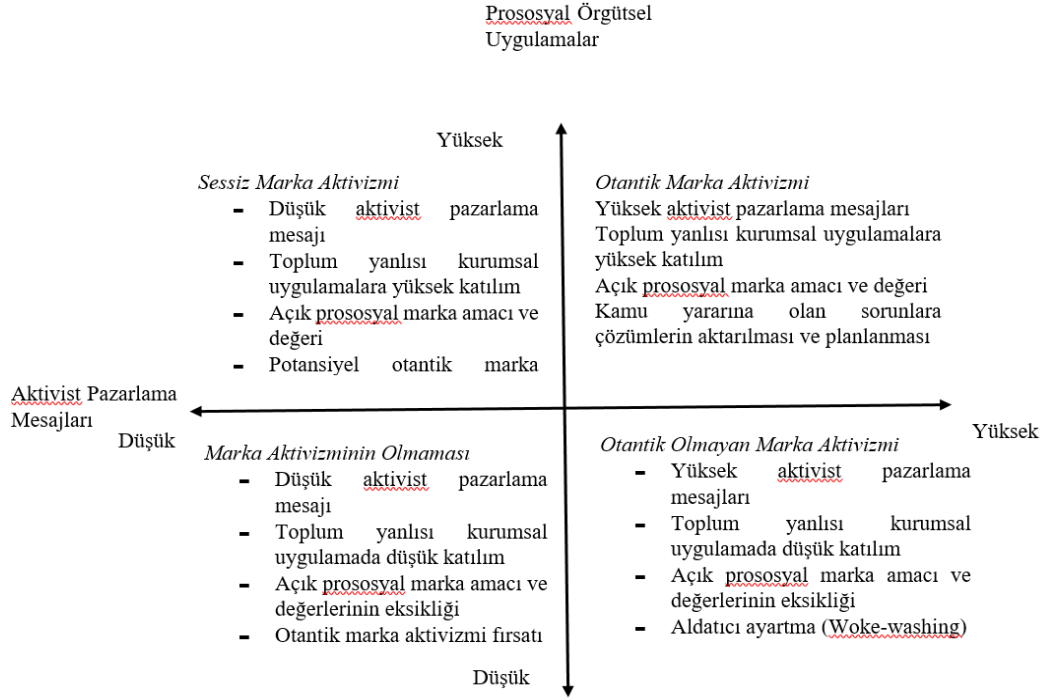 Prososyal Örgütsel
Uygulamalar
Yüksek
Sessiz Marka Aktivizmi
- Düşük aktivist pazarlama
mesajı
- Toplum yanlısı kurumsal
uygulamalara yüksek katılım
- Açık prososyal marka amacı ve
değeri
- Potansiyel otantik marka
Otantik Marka Aktivizmi
Yüksek aktivist pazarlama mesajları
Toplum yanlısı kurumsal uygulamalara
yüksek katılım
Açık prososyal marka amacı ve değeri
Kamu yararına olan sorunlara
çözümlerin aktarılması ve planlanması
Aktivist Pazarlama
Mesajları
Düşük
Yüksek
Marka Aktivizminin Olmaması
- Düşük aktivist pazarlama
mesajı
- Toplum yanlısı kurumsal
uygulamada düşük katılım
- Açık prososyal marka amacı ve
değerlerinin eksikliği
- Otantik marka aktivizmi fırsatı
Otantik Olmayan Marka Aktivizmi
- Yüksek aktivist pazarlama
mesajları
- Toplum yanlısı kurumsal
uygulamada düşük katılım
- Açık prososyal marka amacı ve
değerlerinin eksikliği
- Aldatıcı ayartma (Woke-washing)
Düşük